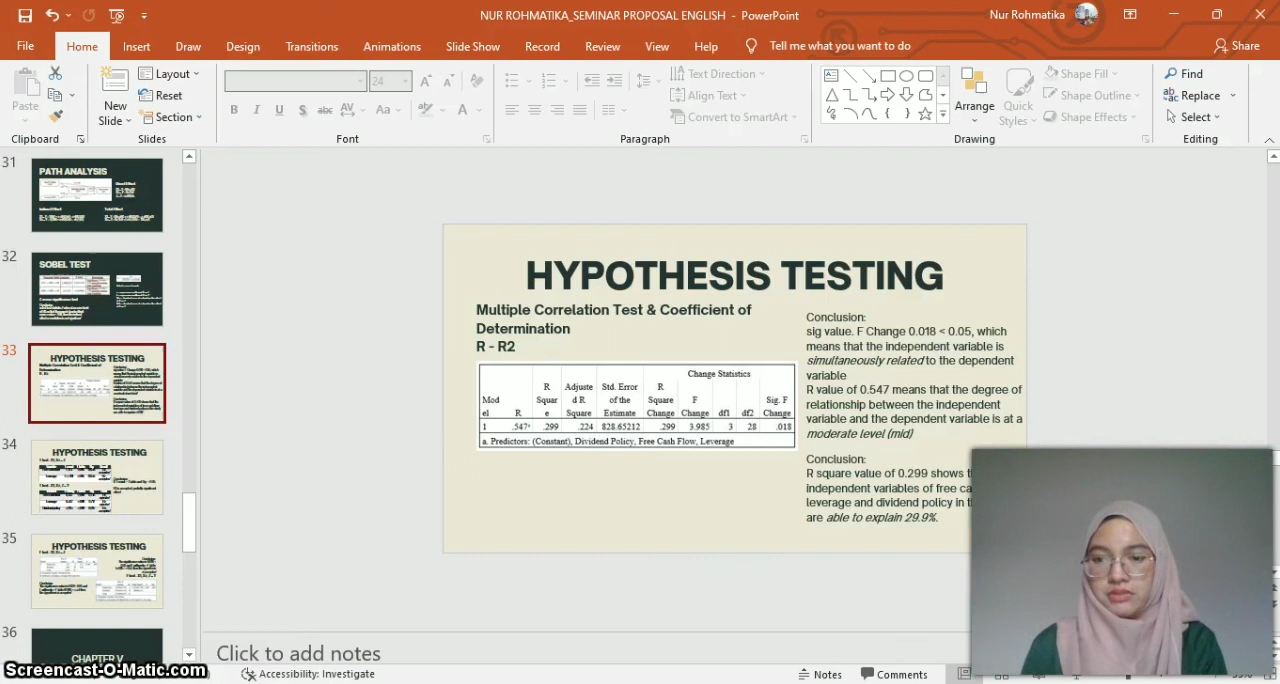 NUR ROHMATIKA_SEMINAR PROPOSAL ENGLISH - PowerPoint
Nur Rohmatika
File Home Insert Draw Design Transitions Animations Slide Show Record Review View Help Tell me what you want to do Share
Paste
Clipboard
New
Slide
Layout
Reset
Section
Slides
24
B I U S abc AV Aa A
Font
Text Direction
Align Text
Convert to SmartArt
Paragraph
Arrange
Quick
Styles
Shape Fill
Shape Outline
Shape Effects
Drawing
Find
Replace
Select
Editing
31
PATH ANALYSIS
32
SOBEL TEST
33
HYPOTHESIS TESTING
34
HYPOTHESIS TESTING
35
HYPOTHESIS TESTING
36
CHAPTER V
HYPOTHESIS TESTING
Multiple Correlation Test & Coefficient of
Determination
R - R2
Change Statistics
R Adjuste Std. Error R
Mod Squar d R of the Square F Sig. F
el R e Square Estimate Change Change df1 df2 Change
1 .547ᵃ .299 .224 828.65212 .299 3.985 3 28 .018
a. Predictors: (Constant), Dividend Policy, Free Cash Flow, Leverage
Conclusion:
sig value. F Change 0.018 < 0.05, which
means that the independent variable is
simultaneously related to the dependent
variable
R value of 0.547 means that the degree of
relationship between the independent
variable and the dependent variable is at a
moderate level (mid)
Conclusion:
R square value of 0.299 shows
independent variables of free
leverage and dividend policy in
are able to explain 29.9%.
Click to add notes
Accessibility: Investigate
Notes
Comments
Screencast-O-Matic.com